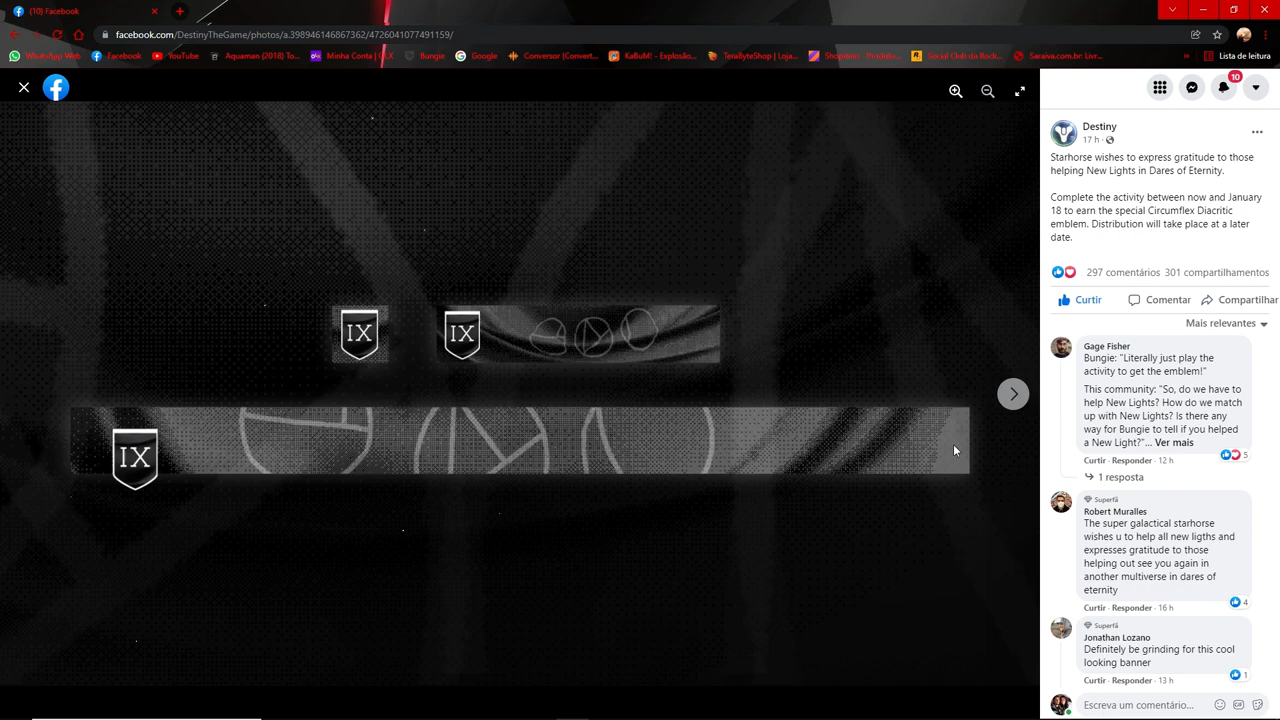 (10) Facebook
facebook.com/DestinyTheGame/photos/a.398946146867362/4726041077491159/
WhatsApp Web Facebook YouTube Aquaman (2018) To... Minha Conta | CLX Bungie Google Conversor (Convert... KaBuM! - Explosão... TerabyteShop | Loja... Shoptime - Produto... Social Club da Rock... Saraiva.com.br: Livr... » Lista de leitura
10
Destiny
17 h ·
Starhorse wishes to express gratitude to those
helping New Lights in Dares of Eternity.
Complete the activity between now and January
18 to earn the special Circumflex Diacritic
emblem. Distribution will take place at a later
date.
297 comentários 301 compartilhamentos
Curtir Comentar Compartilhar
Mais relevantes
IX IX
IX
Gage Fisher
Bungie: "Literally just play the
activity to get the emblem!"
This community: "So, do we have to
help New Lights? How do we match
up with New Lights? Is there any
way for Bungie to tell if you helped
a New Light?"... Ver mais
Curtir · Responder · 12 h 5
1 resposta
Superfã
Robert Muralles
The super galactical starhorse
wishes u to help all new ligths and
expresses gratitude to those
helping out see you again in
another multiverse in dares of
eternity
Curtir · Responder · 16 h 4
Superfã
Jonathan Lozano
Definitely be grinding for this cool
looking banner
Curtir · Responder · 13 h 1
Escreva um comentário...